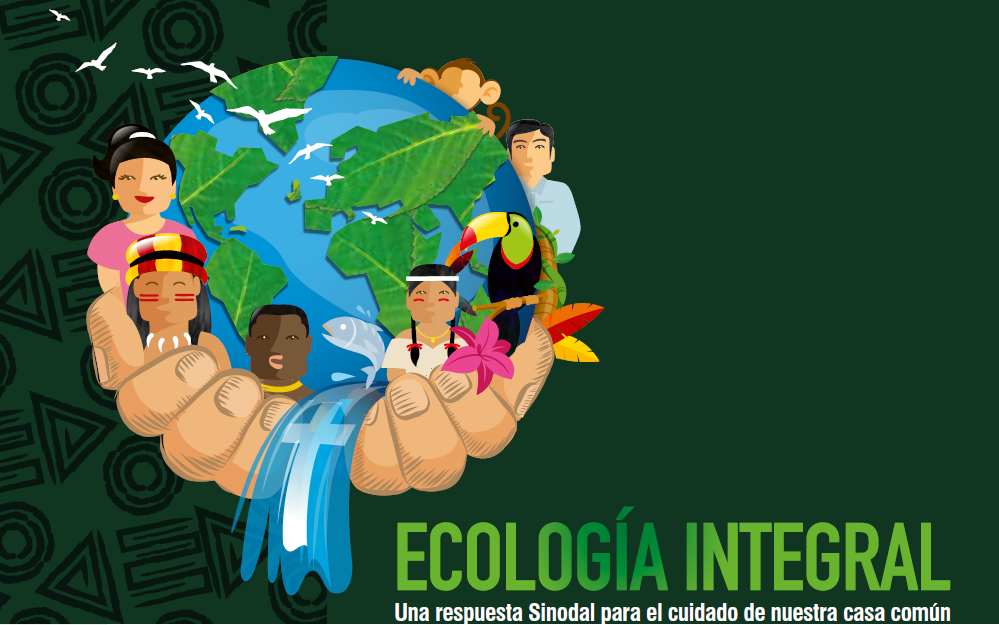 ECOLOGÍA INTEGRAL
Una respuesta Sinodal para el cuidado de nuestra casa común